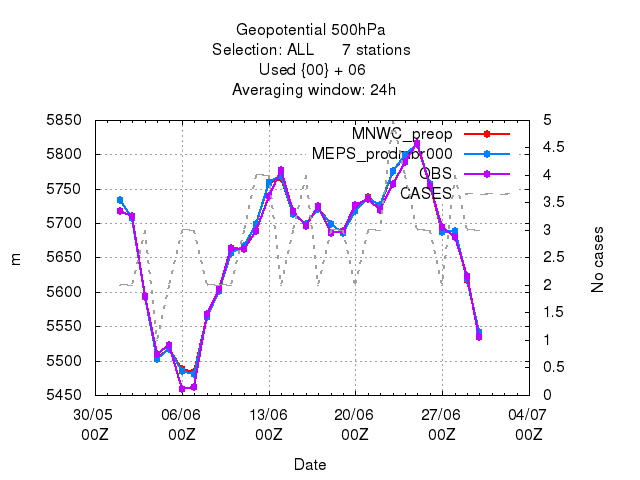 Geopotential 500hPa
Selection: ALL 7 stations
Used {00} + 06
Averaging window: 24h
5850
5800
5750
5700
5650
5600
5550
5500
5450
m
MNWC_preop
MEPS_prod_mbr000
OBS
CASES
5
4.5
4
3.5
3
2.5
2
1.5
1
0.5
0
No cases
30/05 06/06 13/06 20/06 27/06 04/07
00Z 00Z 00Z 00Z 00Z 00Z
Date